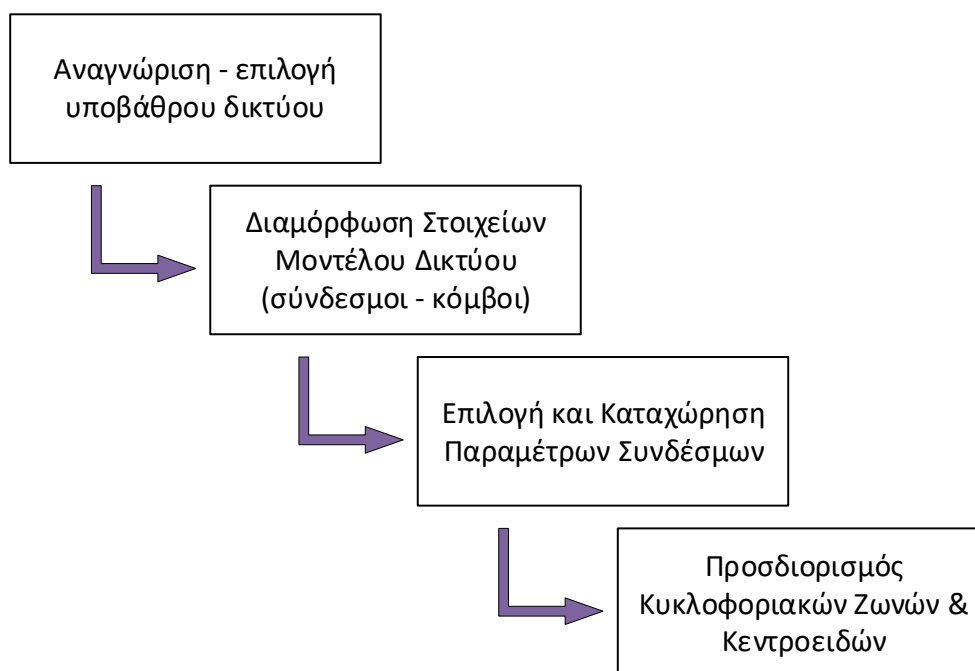 Αναγνώριση - επιλογή
υποβάθρου δικτύου
Διαμόρφωση Στοιχείων
Μοντέλου Δικτύου
(σύνδεσμοι - κόμβοι)
Επιλογή και Καταχώρηση
Παραμέτρων Συνδέσμων
Προσδιορισμός
Κυκλοφοριακών Ζωνών &
Κεντροειδών